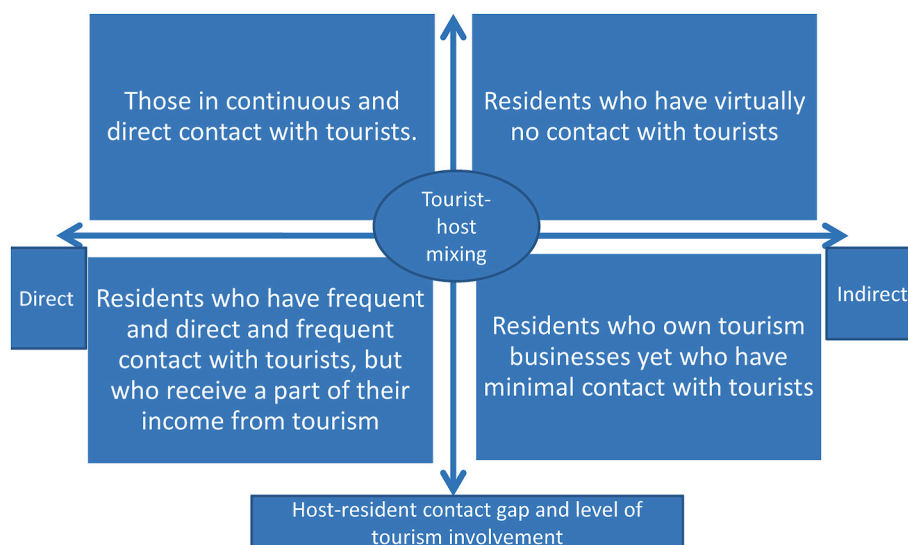 Those in continuous and
direct contact with tourists.
Residents who have virtually
no contact with tourists
Tourist-
host
mixing
Direct
Residents who have frequent
and direct and frequent
contact with tourists, but
who receive a part of their
income from tourism
Residents who own tourism
businesses yet who have
minimal contact with tourists
Indirect
Host-resident contact gap and level of
tourism involvement